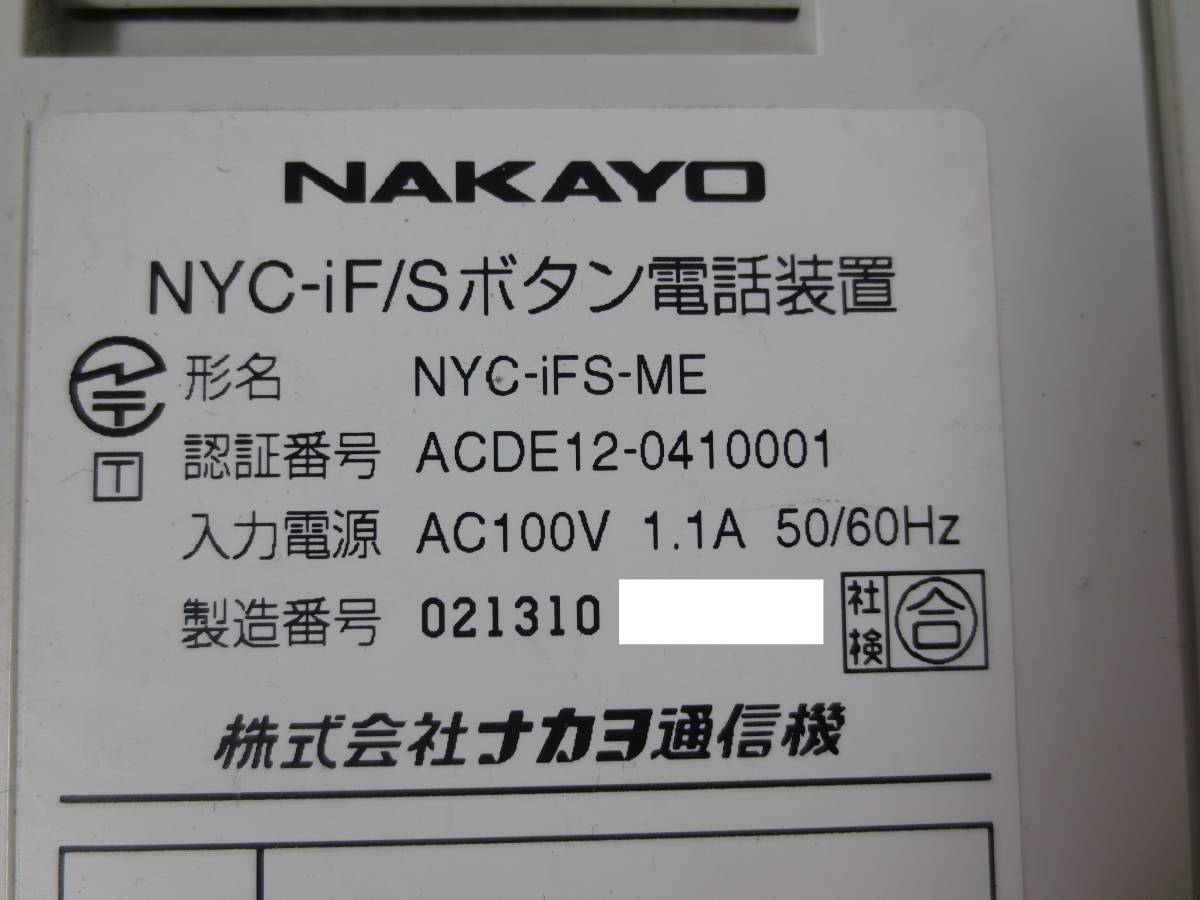 NAKAYO
NYC-iF/Sボタン電話装置
形名 NYC-iFS-ME
認証番号 ACDE12-0410001
T
入力電源 AC100V 1.1A 50/60Hz
製造番号 021310
社検 合
株式会社ナカヨ通信機